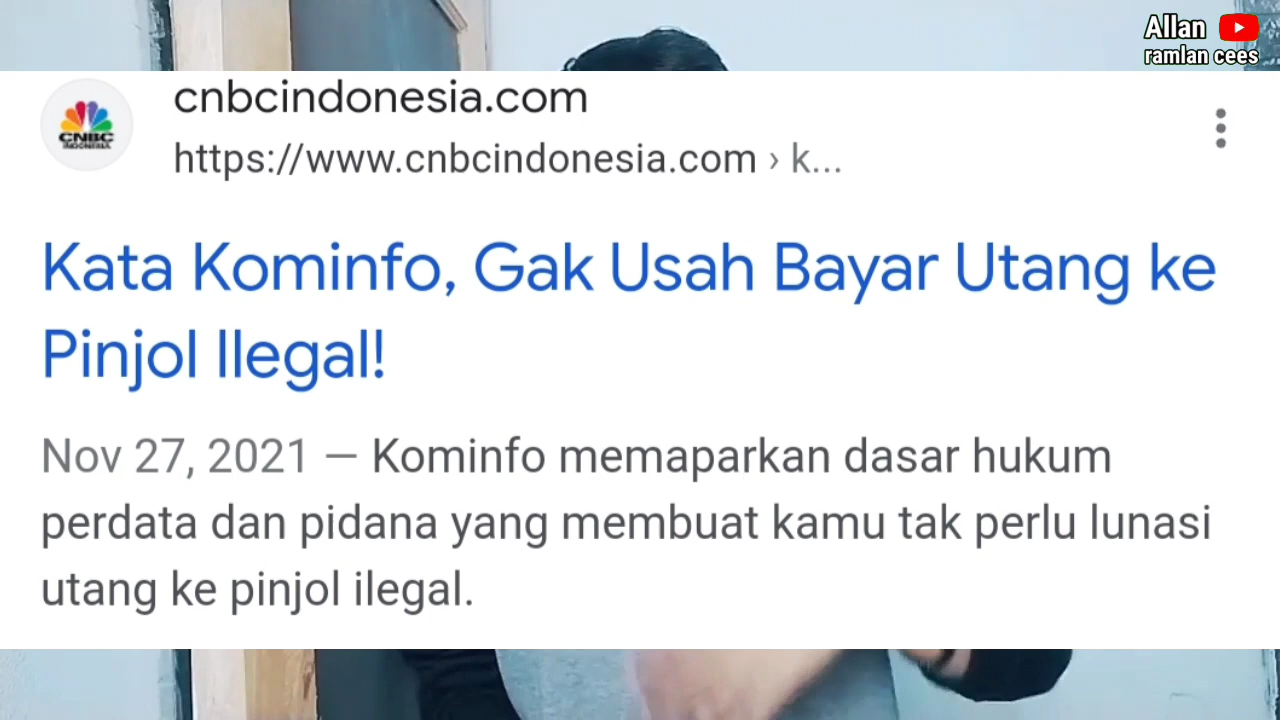 Allan
ramlan cees
cnbcindonesia.com
CNBC
INDONESIA
https://www.cnbcindonesia.com › k...
Kata Kominfo, Gak Usah Bayar Utang ke
Pinjol Ilegal!
Nov 27, 2021 — Kominfo memaparkan dasar hukum
perdata dan pidana yang membuat kamu tak perlu lunasi
utang ke pinjol ilegal.